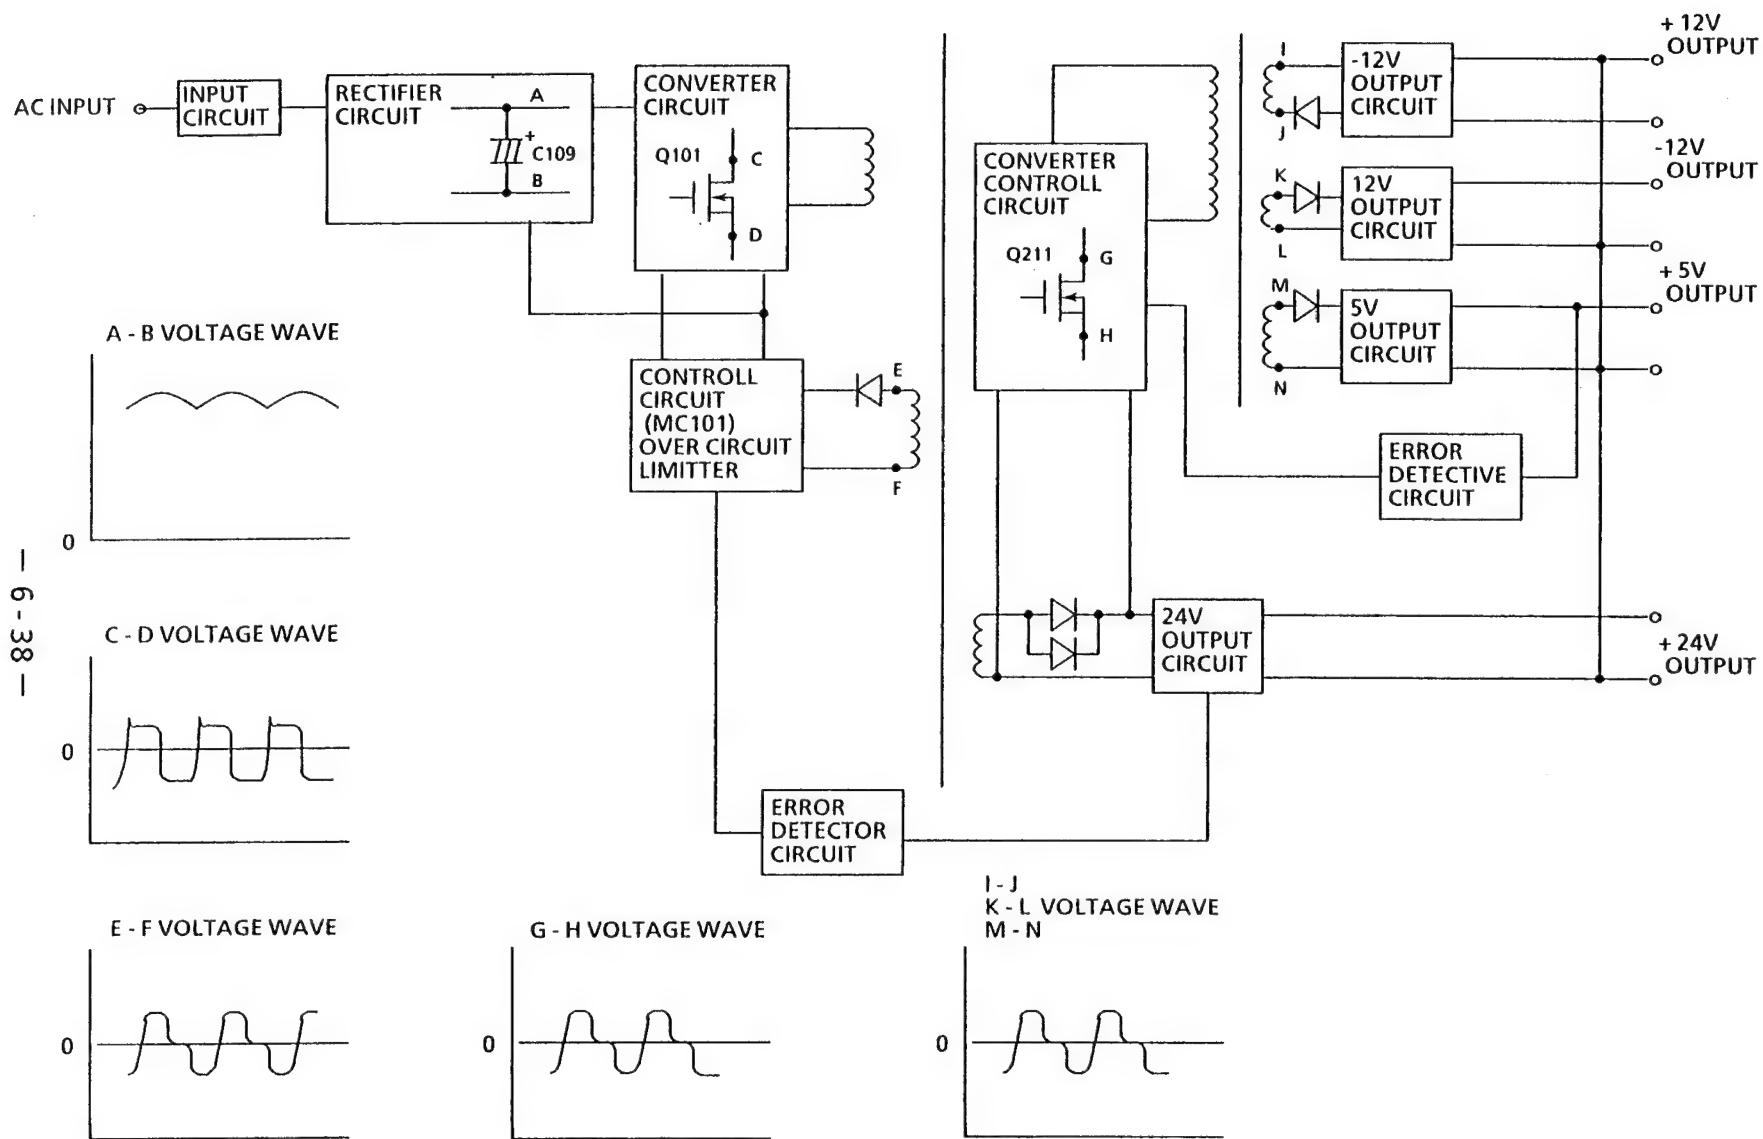 AC INPUT
INPUT
CIRCUIT
RECTIFIER
CIRCUIT
A
+
C109
B
CONVERTER
CIRCUIT
Q101
C
D
CONTROLL
CIRCUIT
(MC101)
OVER CIRCUIT
LIMITTER
E
F
CONVERTER
CONTROLL
CIRCUIT
Q211
G
H
I
J
-12V
OUTPUT
CIRCUIT
K
L
12V
OUTPUT
CIRCUIT
M
N
5V
OUTPUT
CIRCUIT
+ 12V
OUTPUT
-12V
OUTPUT
+ 5V
OUTPUT
ERROR
DETECTIVE
CIRCUIT
24V
OUTPUT
CIRCUIT
+ 24V
OUTPUT
ERROR
DETECTOR
CIRCUIT
A - B VOLTAGE WAVE
0
C - D VOLTAGE WAVE
0
E - F VOLTAGE WAVE
0
G - H VOLTAGE WAVE
0
I - J
K - L VOLTAGE WAVE
M - N
0
— 6 - 38 —